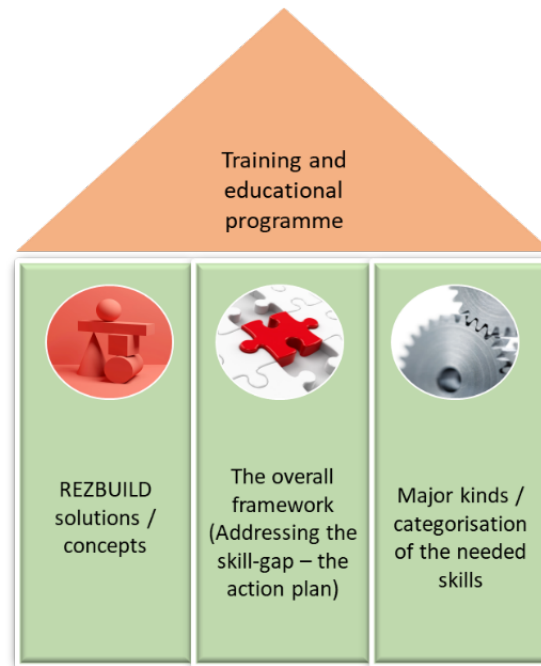 Training and
educational
programme
REZBUILD
solutions /
concepts
The overall
framework
(Addressing the
skill-gap – the
action plan)
Major kinds /
categorisation
of the needed
skills